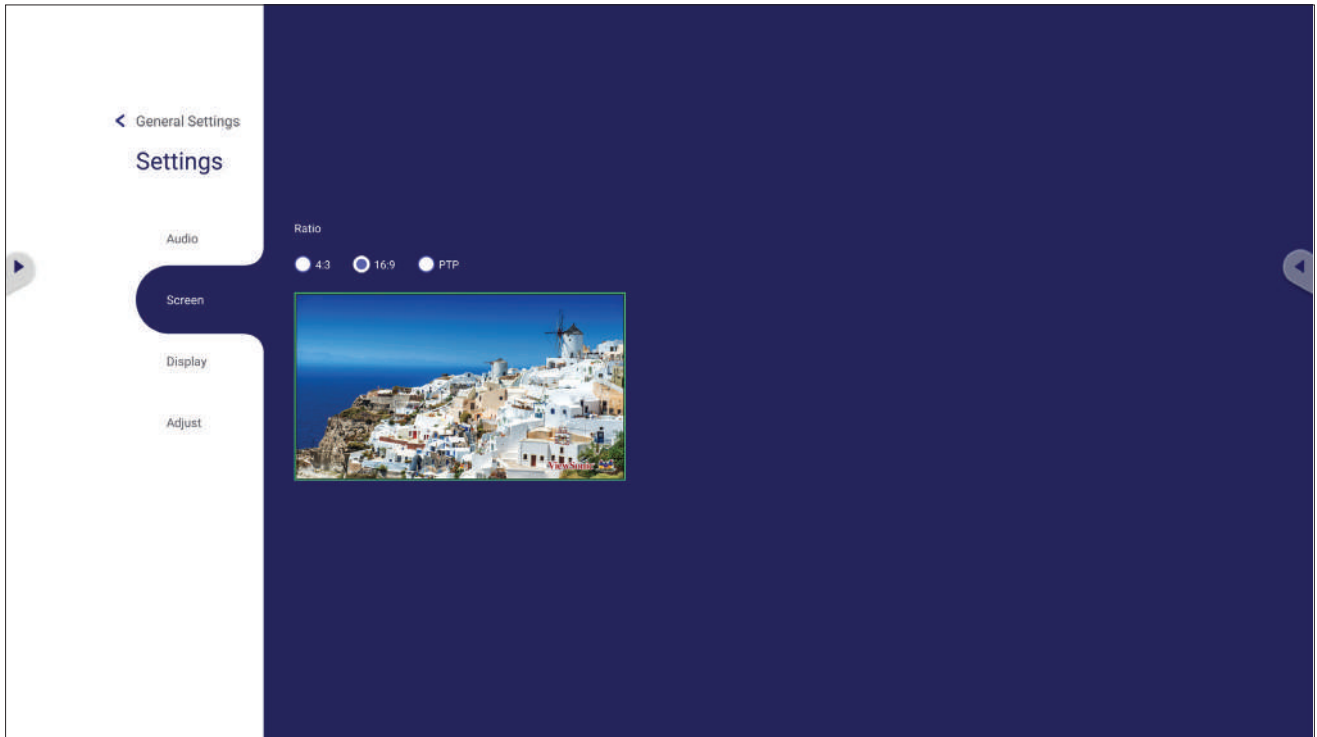 General Settings
Settings
Audio
Screen
Display
Adjust
Ratio
4:3 16:9 PTP
ViewSonic